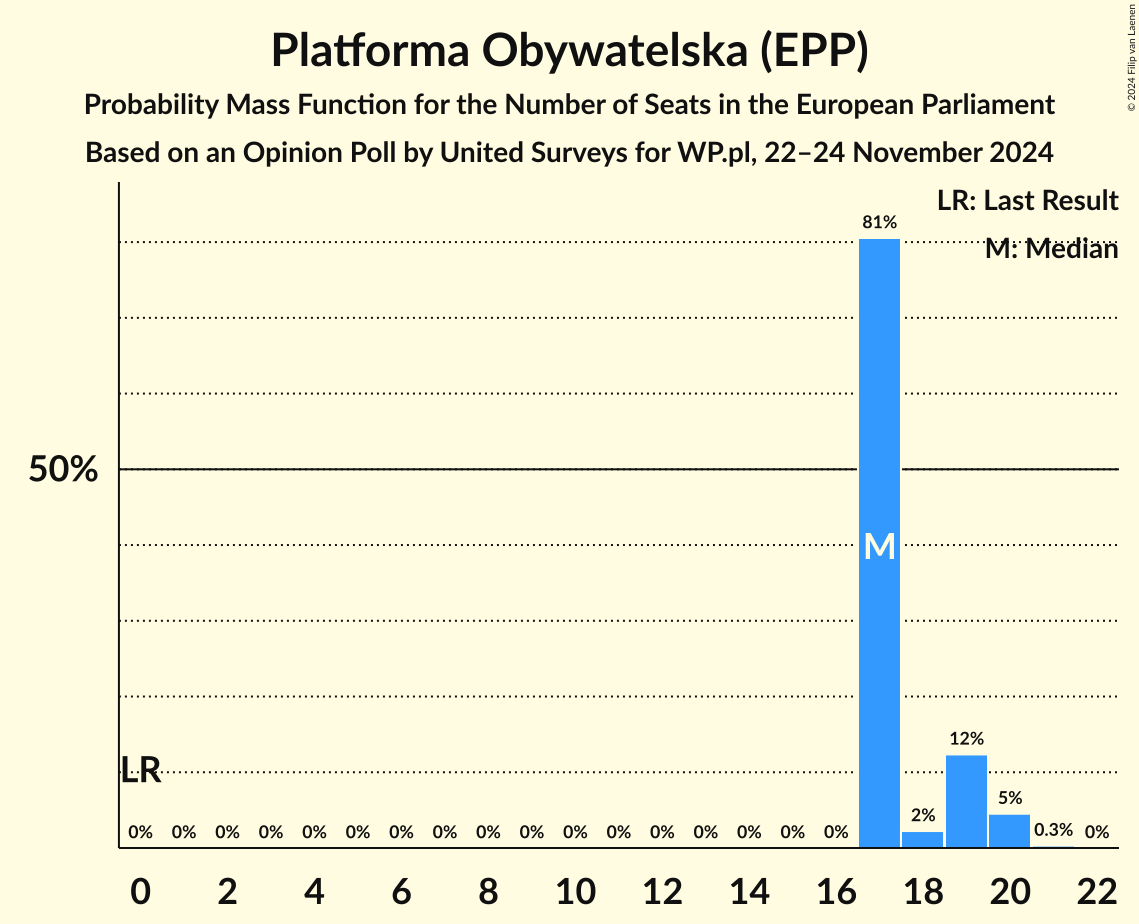 Platforma Obywatelska (EPP)
Probability Mass Function for the Number of Seats in the European Parliament
Based on an Opinion Poll by United Surveys for WP.pl, 22–24 November 2024
© 2024 Filip van Laenen
LR: Last Result
M: Median
81%
50%
M
LR
12%
5%
2%
0% 0% 0% 0% 0% 0% 0% 0% 0% 0% 0% 0% 0% 0% 0% 0% 0% 0.3% 0%
0 2 4 6 8 10 12 14 16 18 20 22